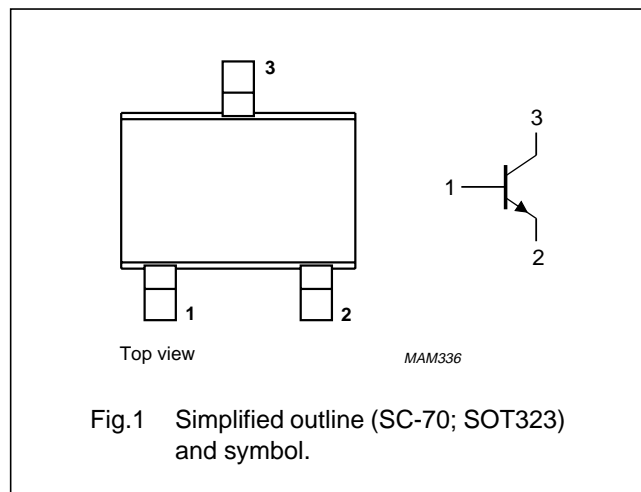 3
3
1
2
1
2
Top view
MAM336
Fig.1 Simplified outline (SC-70; SOT323)
and symbol.